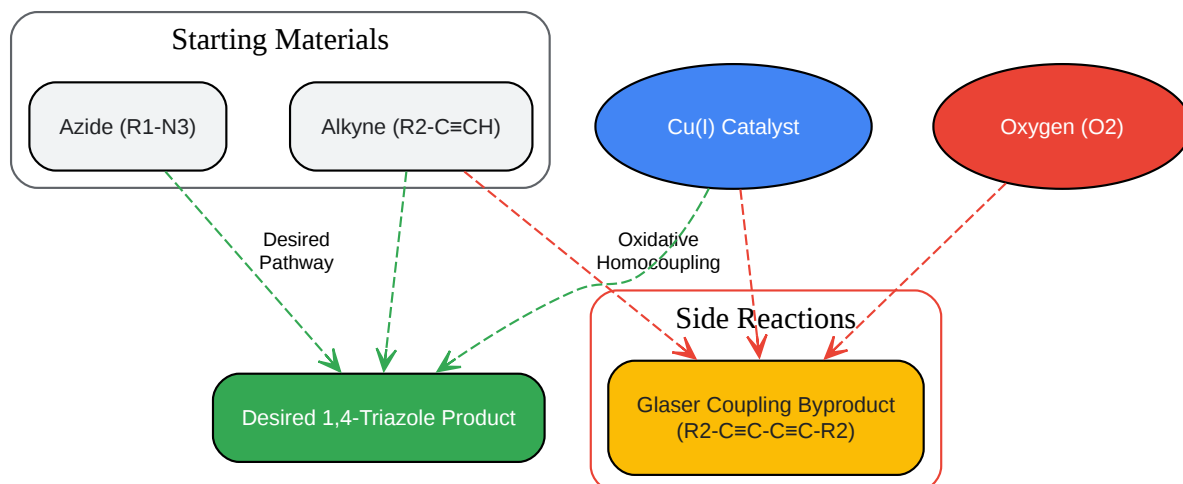 Starting Materials
Azide (R1-N3)
Alkyne (R2-C≡CH)
Cu(I) Catalyst
Oxygen (O2)
Desired
Pathway
Oxidative
Homocoupling
Side Reactions
Desired 1,4-Triazole Product
Glaser Coupling Byproduct
(R2-C≡C-C≡C-R2)